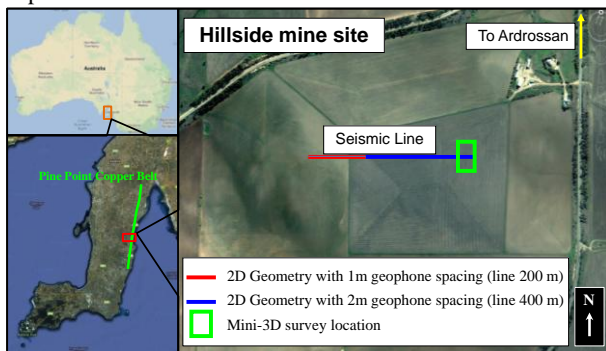 Hillside mine site
To Ardrossan
Australia
Seismic Line
Pine Point Copper Belt
2D Geometry with 1m geophone spacing (line 200 m)
2D Geometry with 2m geophone spacing (line 400 m)
Mini-3D survey location
N